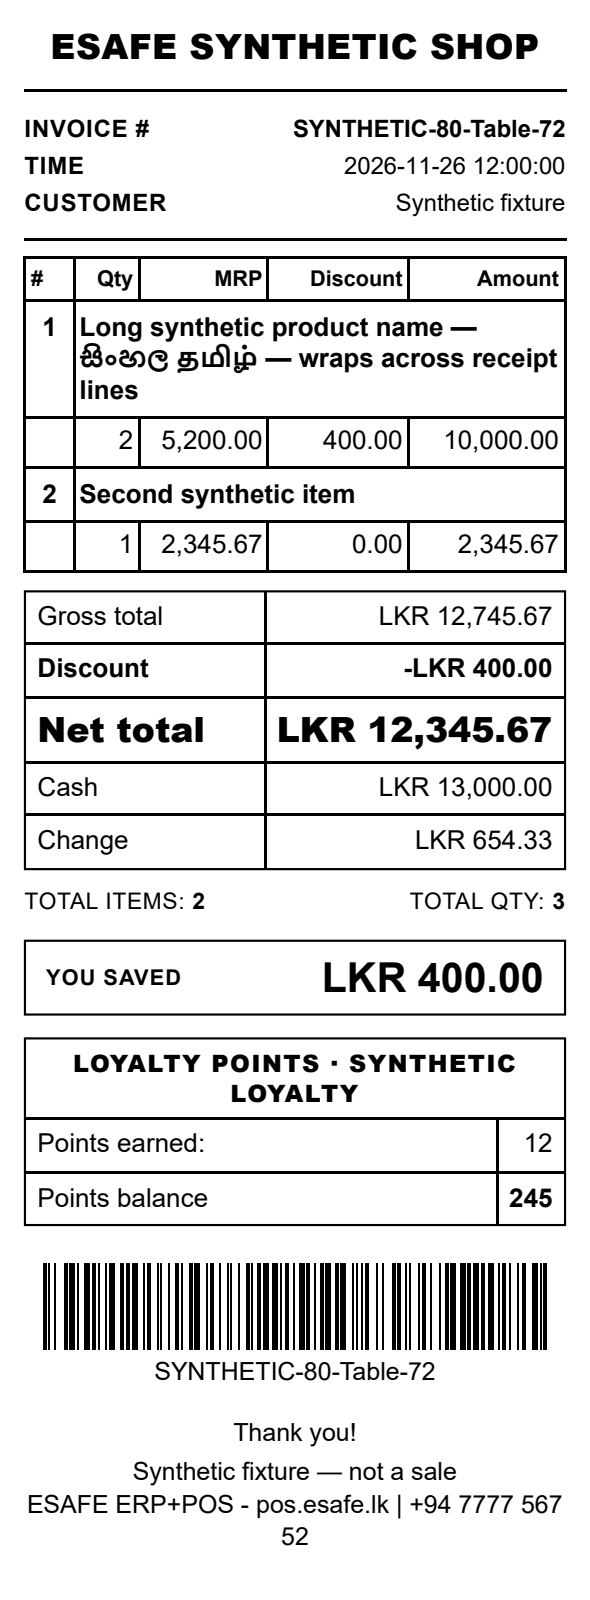 ESAFE SYNTHETIC SHOP
INVOICE # SYNTHETIC-80-Table-72
TIME 2026-11-26 12:00:00
CUSTOMER Synthetic fixture
# Qty MRP Discount Amount
1 Long synthetic product name —
සිංහල தமிழ் — wraps across receipt
lines
2 5,200.00 400.00 10,000.00
2 Second synthetic item
1 2,345.67 0.00 2,345.67
Gross total LKR 12,745.67
Discount -LKR 400.00
Net total LKR 12,345.67
Cash LKR 13,000.00
Change LKR 654.33
TOTAL ITEMS: 2 TOTAL QTY: 3
YOU SAVED LKR 400.00
LOYALTY POINTS · SYNTHETIC
LOYALTY
Points earned: 12
Points balance 245
SYNTHETIC-80-Table-72
Thank you!
Synthetic fixture — not a sale
ESAFE ERP+POS - pos.esafe.lk | +94 7777 567
52